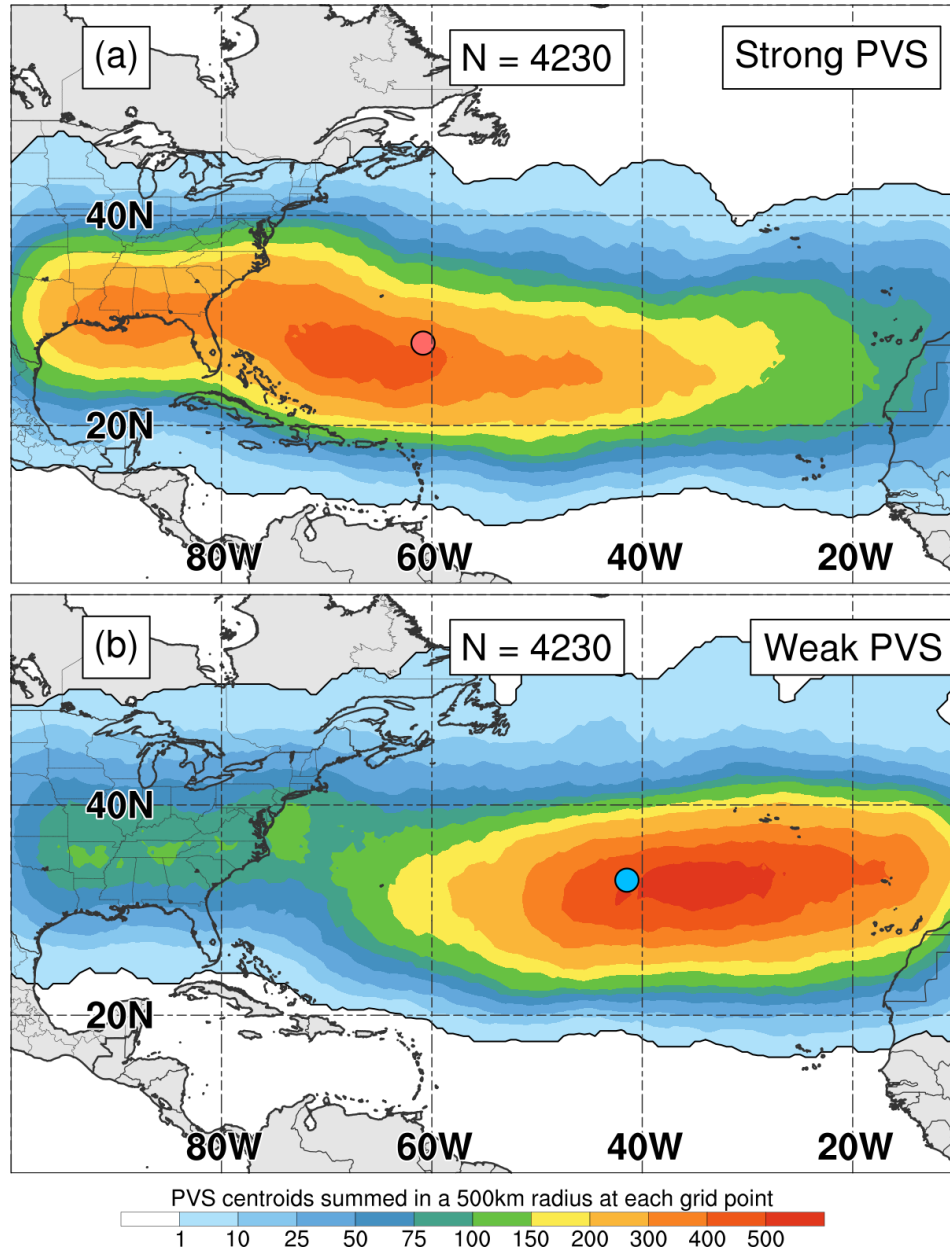 (a) N = 4230 Strong PVS
40N
20N
80W 60W 40W 20W
(b) N = 4230 Weak PVS
40N
20N
80W 60W 40W 20W
PVS centroids summed in a 500km radius at each grid point
1 10 25 50 75 100 150 200 300 400 500